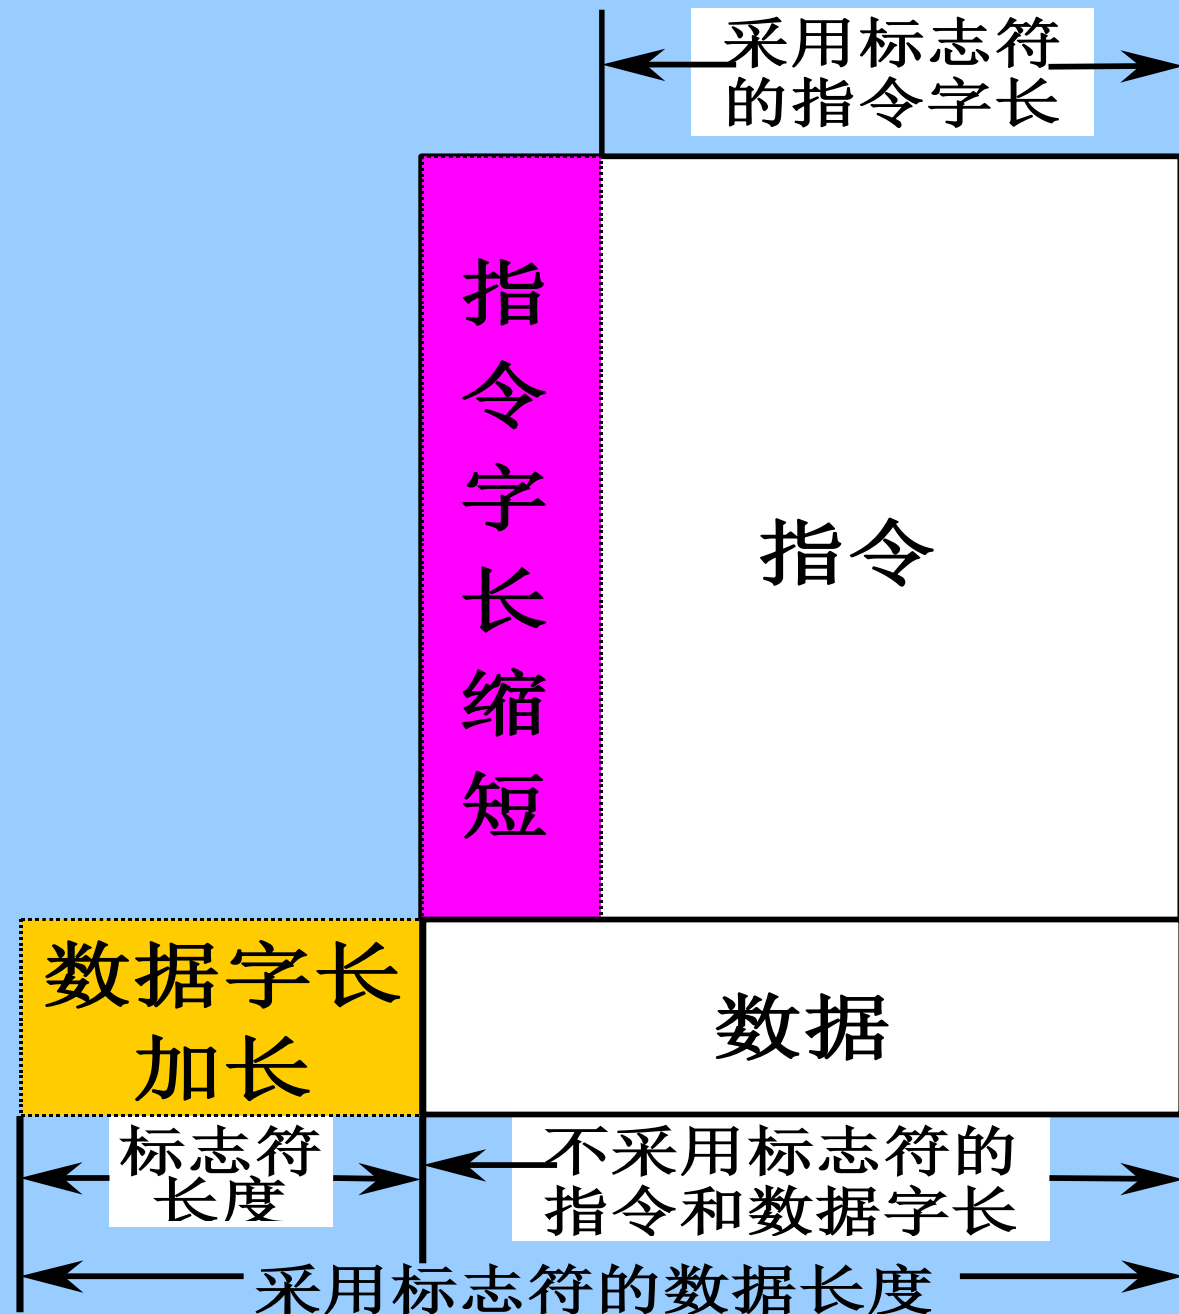 采用标志符
的指令字长
指令字长缩短
指令
数据字长
加长
数据
标志符
长度
不采用标志符的
指令和数据字长
采用标志符的数据长度